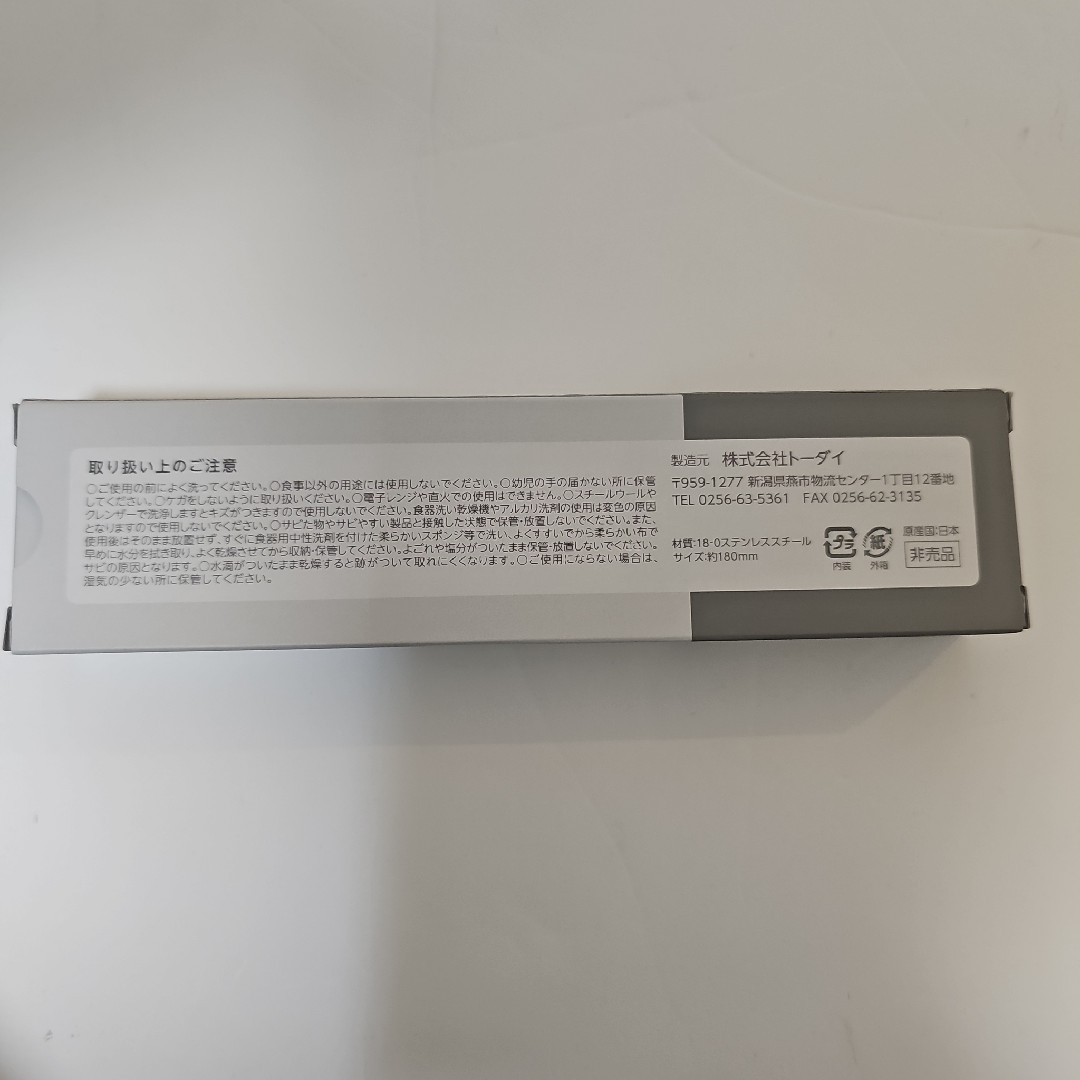 取り扱い上のご注意
○ご使用の前によく洗ってください。○食事以外の用途には使用しないでください。○幼児の手の届かない所に保管
してください。○ケガをしないように取り扱いください。○電子レンジや直火での使用はできません。○スチールウールや
クレンザーで洗浄しますとキズがつきますので使用しないでください。食器洗い乾燥機やアルカリ洗剤の使用は変色の原因
となりますので使用しないでください。○サビた物やサビやすい製品と接触した状態で保管・放置しないでください。また、
使用後はそのまま放置せず、すぐに食器用中性洗剤を付けた柔らかいスポンジ等で洗い、よくすすいでから柔らかい布で
早めに水分を拭き取り、よく乾燥させてから収納・保管してください。よごれや塩分がついたまま保管・放置しないでください。
サビの原因となります。○水滴がついたまま乾燥すると跡がついて取れにくくなります。○ご使用にならない場合は、
湿気の少ない所に保管してください。
製造元 株式会社トーダイ
〒959-1277 新潟県燕市物流センター1丁目12番地
TEL 0256-63-5361 FAX 0256-62-3135
材質:18-0ステンレススチール
サイズ:約180mm
プラ
内装
紙
外箱
原産国:日本
非売品